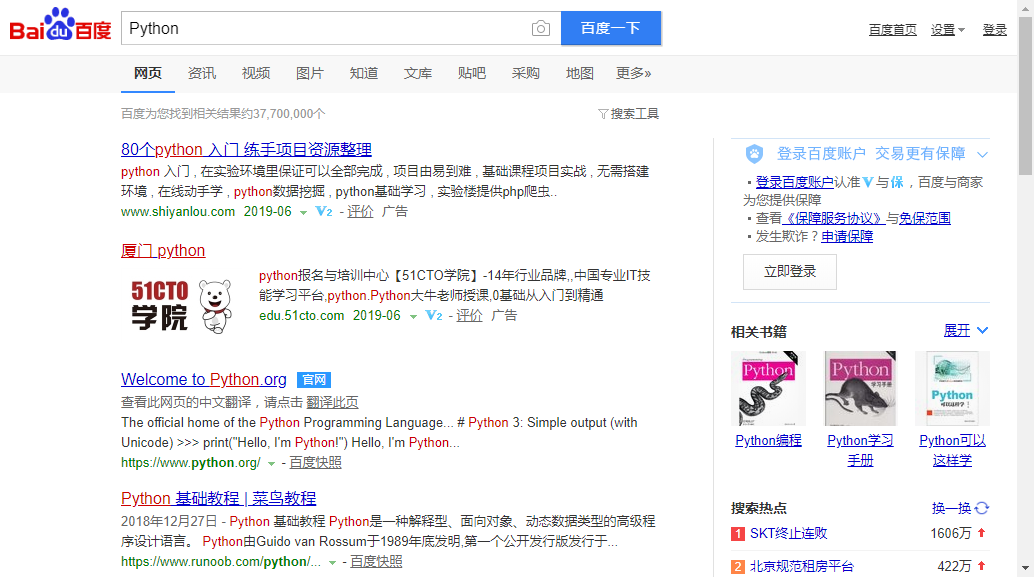 Bai du 百度
Python
百度一下
百度首页 设置 登录
网页 资讯 视频 图片 知道 文库 贴吧 采购 地图 更多»
百度为您找到相关结果约37,700,000个
搜索工具
80个python 入门 练手项目资源整理
python 入门 , 在实验环境里保证可以全部完成 , 项目由易到难 , 基础课程项目实战 , 无需搭建
环境 , 在线动手学 , python数据挖掘 , python基础学习 , 实验楼提供php爬虫..
www.shiyanlou.com 2019-06 V2 - 评价 广告
厦门 python
51CTO
学院
python报名与培训中心【51CTO学院】-14年行业品牌,,中国专业IT技
能学习平台,python.Python大牛老师授课,0基础从入门到精通
edu.51cto.com 2019-06 V2 - 评价 广告
Welcome to Python.org 官网
查看此网页的中文翻译，请点击 翻译此页
The official home of the Python Programming Language... # Python 3: Simple output (with
Unicode) >>> print("Hello, I'm Python!") Hello, I'm Python...
https://www.python.org/ - 百度快照
Python 基础教程 | 菜鸟教程
2018年12月27日 - Python 基础教程 Python是一种解释型、面向对象、动态数据类型的高级程
序设计语言。 Python由Guido van Rossum于1989年底发明,第一个公开发行版发行于...
https://www.runoob.com/python/... - 百度快照
登录百度账户 交易更有保障
·登录百度账户认准V与保，百度与商家
为您提供保障
·查看《保障服务协议》与免保范围
·发生欺诈？申请保障
立即登录
相关书籍 展开
Python
Python
学习手册
Python
可以这样学
Python编程
Python学习
手册
Python可以
这样学
搜索热点 换一换
1 SKT终止连败 1606万
2 北京规范租房平台 422万